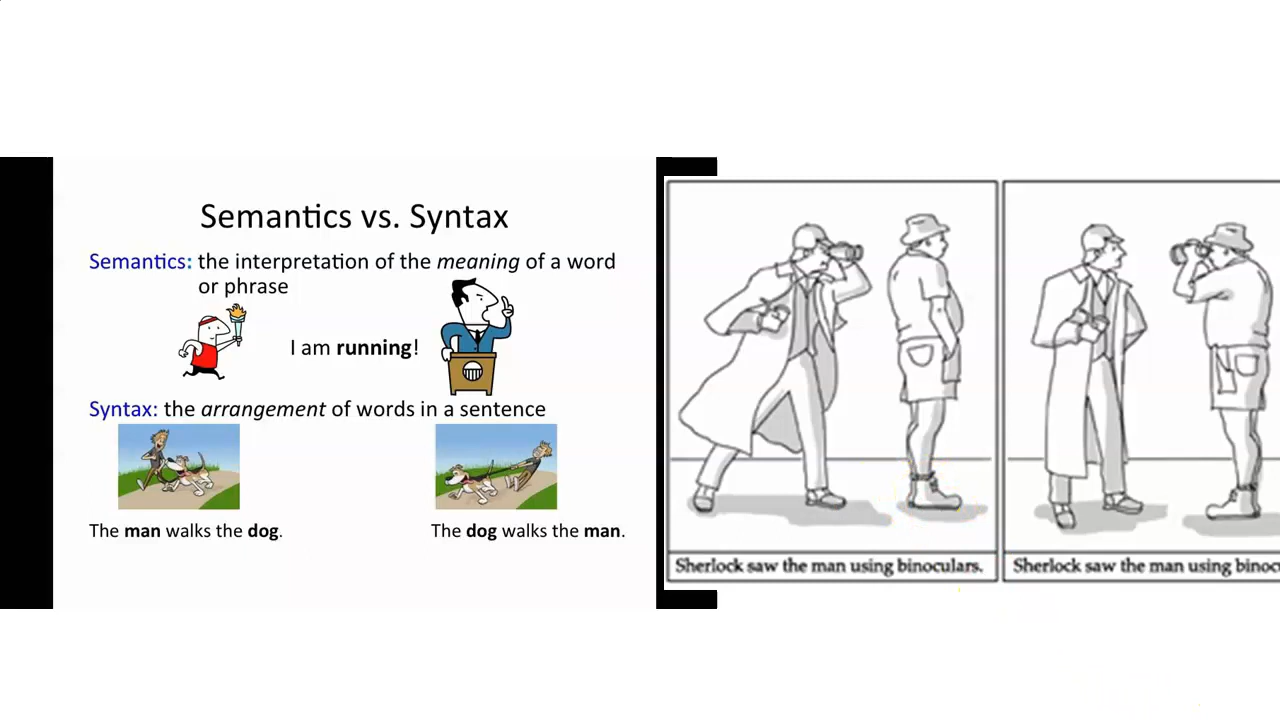 Semantics vs. Syntax
Semantics: the interpretation of the meaning of a word
or phrase
I am running!
Syntax: the arrangement of words in a sentence
The man walks the dog.
The dog walks the man.
Sherlock saw the man using binoculars.
Sherlock saw the man using binocu